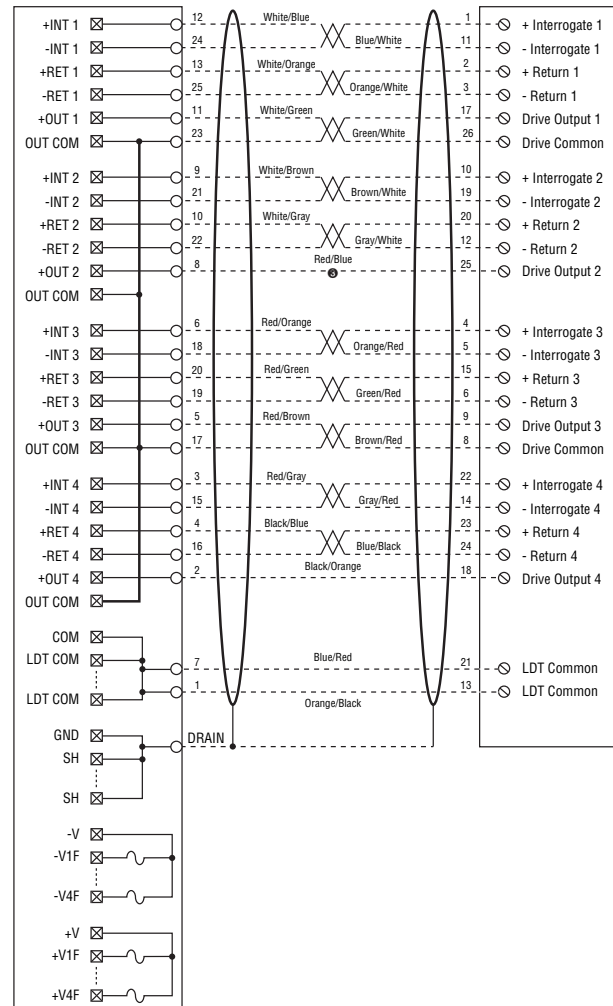 +INT 1 12 White/Blue 1 + Interrogate 1
-INT 1 24 Blue/White 11 - Interrogate 1
+RET 1 13 White/Orange 2 + Return 1
-RET 1 25 Orange/White 3 - Return 1
+OUT 1 11 White/Green 17 Drive Output 1
OUT COM 23 Green/White 26 Drive Common
+INT 2 9 White/Brown 10 + Interrogate 2
-INT 2 21 Brown/White 19 - Interrogate 2
+RET 2 10 White/Gray 20 + Return 2
-RET 2 22 Gray/White 12 - Return 2
+OUT 2 8 Red/Blue 25 Drive Output 2
3
OUT COM
+INT 3 6 Red/Orange 4 + Interrogate 3
-INT 3 18 Orange/Red 5 - Interrogate 3
+RET 3 20 Red/Green 15 + Return 3
-RET 3 19 Green/Red 6 - Return 3
+OUT 3 5 Red/Brown 9 Drive Output 3
OUT COM 17 Brown/Red 8 Drive Common
+INT 4 3 Red/Gray 22 + Interrogate 4
-INT 4 15 Gray/Red 14 - Interrogate 4
+RET 4 4 Black/Blue 23 + Return 4
-RET 4 16 Blue/Black 24 - Return 4
+OUT 4 2 Black/Orange 18 Drive Output 4
OUT COM
COM
LDT COM 7 Blue/Red 21 LDT Common
LDT COM 1 Orange/Black 13 LDT Common
GND DRAIN
SH
SH
-V
-V1F
-V4F
+V
+V1F
+V4F